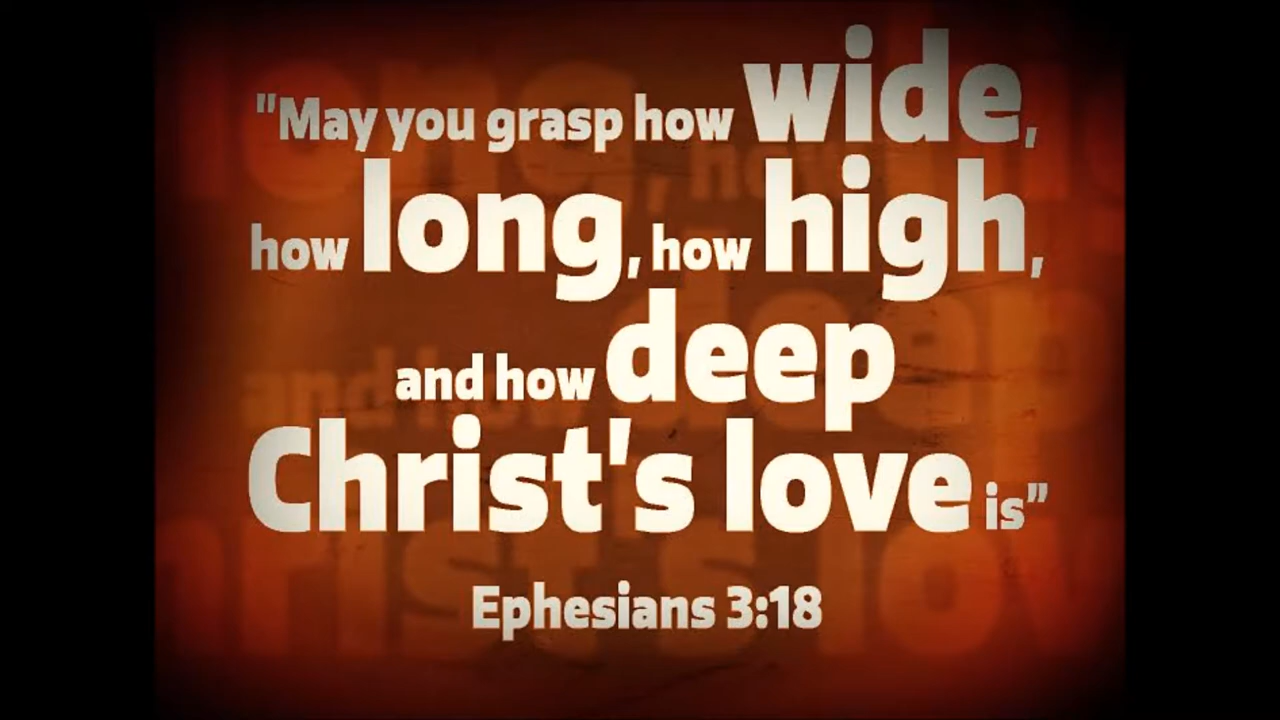 "May you grasp how wide,
how long, how high,
and how deep
Christ's love is”
Ephesians 3:18